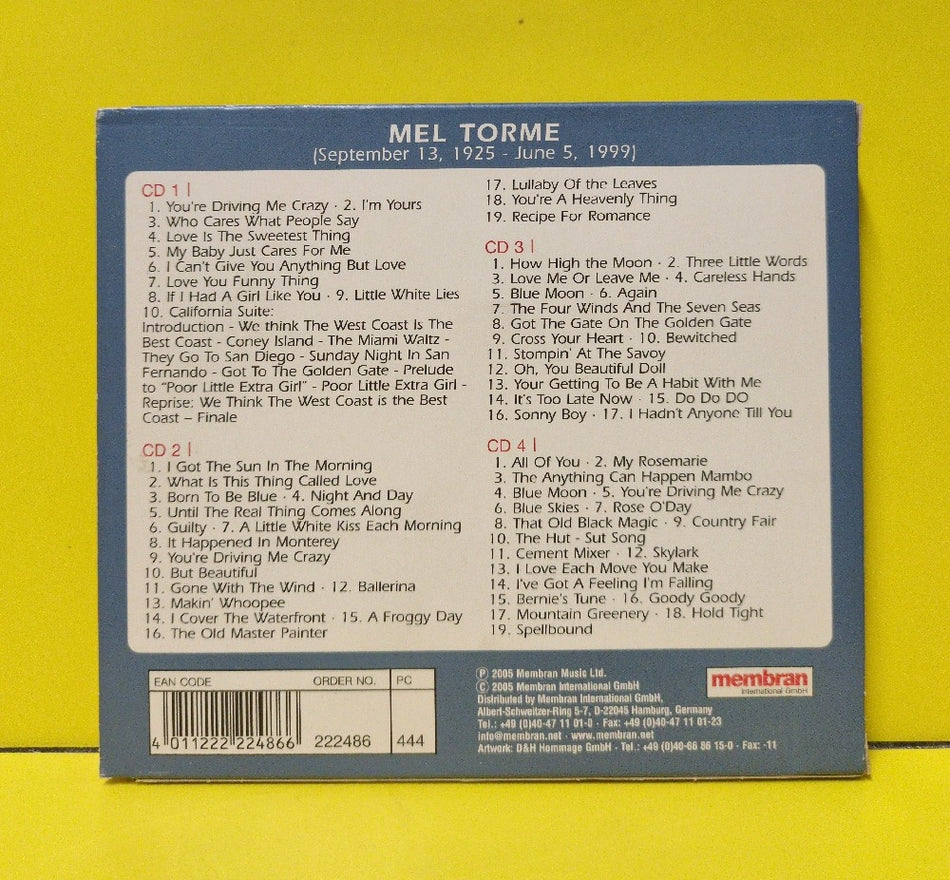 MEL TORME
(September 13, 1925 - June 5, 1999)
CD 1 |
1. You're Driving Me Crazy · 2. I'm Yours
3. Who Cares What People Say
4. Love Is The Sweetest Thing
5. My Baby Just Cares For Me
6. I Can't Give You Anything But Love
7. Love You Funny Thing
8. If I Had A Girl Like You · 9. Little White Lies
10. California Suite:
Introduction - We think The West Coast Is The
Best Coast - Coney Island - The Miami Waltz -
They Go To San Diego - Sunday Night In San
Fernando - Got To The Golden Gate - Prelude
to "Poor Little Extra Girl" - Poor Little Extra Girl -
Reprise: We Think The West Coast is the Best
Coast – Finale
CD 2 |
1. I Got The Sun In The Morning
2. What Is This Thing Called Love
3. Born To Be Blue · 4. Night And Day
5. Until The Real Thing Comes Along
6. Guilty · 7. A Little White Kiss Each Morning
8. It Happened In Monterey
9. You're Driving Me Crazy
10. But Beautiful
11. Gone With The Wind · 12. Ballerina
13. Makin' Whoopee
14. I Cover The Waterfront · 15. A Froggy Day
16. The Old Master Painter
17. Lullaby Of the Leaves
18. You're A Heavenly Thing
19. Recipe For Romance
CD 3 |
1. How High the Moon · 2. Three Little Words
3. Love Me Or Leave Me · 4. Careless Hands
5. Blue Moon · 6. Again
7. The Four Winds And The Seven Seas
8. Got The Gate On The Golden Gate
9. Cross Your Heart · 10. Bewitched
11. Stompin' At The Savoy
12. Oh, You Beautiful Doll
13. Your Getting To Be A Habit With Me
14. It's Too Late Now · 15. Do Do DO
16. Sonny Boy · 17. I Hadn't Anyone Till You
CD 4 |
1. All Of You · 2. My Rosemarie
3. The Anything Can Happen Mambo
4. Blue Moon · 5. You're Driving Me Crazy
6. Blue Skies · 7. Rose O'Day
8. That Old Black Magic · 9. Country Fair
10. The Hut - Sut Song
11. Cement Mixer · 12. Skylark
13. I Love Each Move You Make
14. I've Got A Feeling I'm Falling
15. Bernie's Tune · 16. Goody Goody
17. Mountain Greenery · 18. Hold Tight
19. Spellbound
EAN CODE ORDER NO. PC
4 011222 224866 222486 444
℗ 2005 Membran Music Ltd.
© 2005 Membran International GmbH
Distributed by Membran International GmbH,
Albert-Schweitzer-Ring 5-7, D-22045 Hamburg, Germany
Tel.: +49 (0)40-47 11 01-0 · Fax: +49 (0)40-47 11 01-23
info@membran.net · www.membran.net
Artwork: D&H Hommage GmbH · Tel.: +49 (0)40-66 86 15-0 · Fax: -11
membran
International GmbH